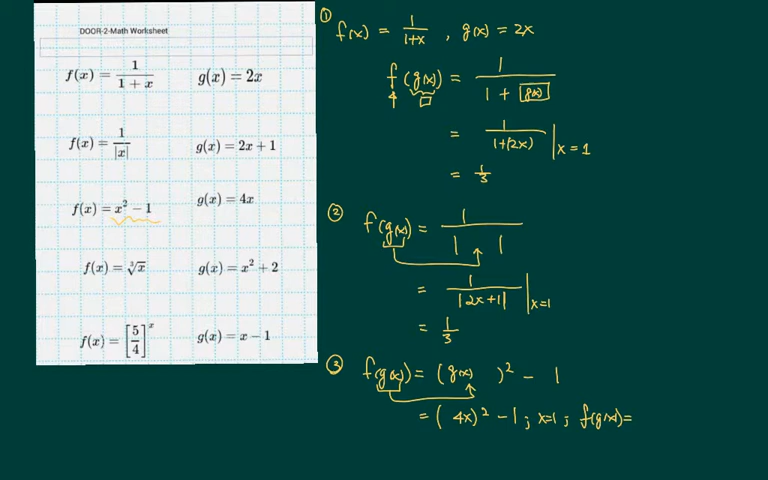 DOOR-2-Math Worksheet
f(x) = 1/(1 + x)    g(x) = 2x
f(x) = 1/|x|    g(x) = 2x + 1
f(x) = x² − 1    g(x) = 4x
f(x) = ∛x    g(x) = x² + 2
f(x) = [5/4]^x    g(x) = x − 1
① f(x) = 1/(1+x) , g(x) = 2x
f(g(x)) = 1/(1 + g(x))
= 1/(1+(2x)) | x = 1
= 1/3
② f(g(x)) = 1/| |
= 1/|2x+1| | x=1
= 1/3
③ f(g(x)) = (g(x) )² − 1
= ( 4x)² − 1 ; x=1 ; f(g(x))=